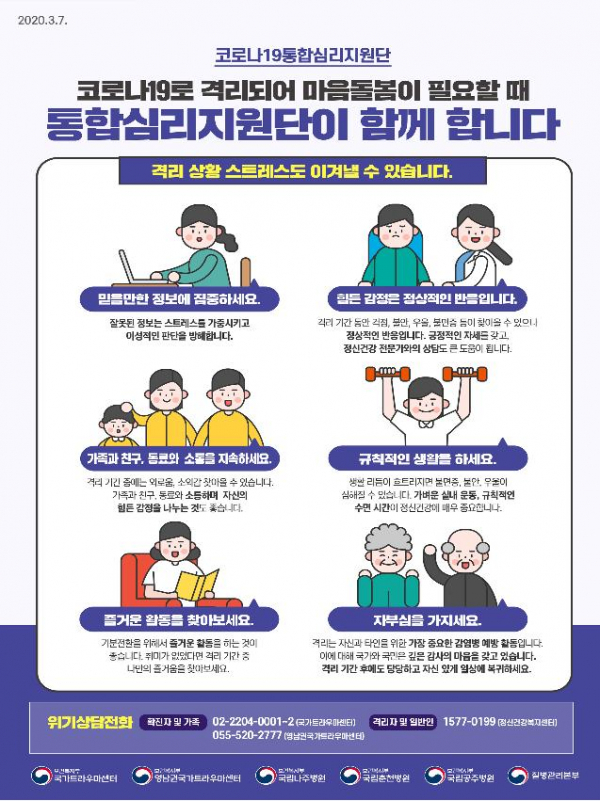 2020.3.7.
코로나19통합심리지원단
코로나19로 격리되어 마음돌봄이 필요할 때
통합심리지원단이 함께 합니다
격리 상황 스트레스도 이겨낼 수 있습니다.
믿을만한 정보에 집중하세요.
잘못된 정보는 스트레스를 가중시키고
이성적인 판단을 방해합니다.
힘든 감정은 정상적인 반응입니다.
격리 기간 동안 걱정, 불안, 우울, 불면증 등이 찾아올 수 있으나
정상적인 반응입니다. 긍정적인 자세를 갖고,
정신건강 전문가와의 상담도 큰 도움이 됩니다.
가족과 친구, 동료와 소통을 지속하세요.
격리 기간 중에는 외로움, 소외감 찾아올 수 있습니다.
가족과 친구, 동료와 소통하며 자신의
힘든 감정을 나누는 것도 좋습니다.
규칙적인 생활를 하세요.
생활 리듬이 흐트러지면 불면증, 불안, 우울이
심해질 수 있습니다. 가벼운 실내 운동, 규칙적인
수면 시간이 정신건강에 매우 중요합니다.
즐거운 활동을 찾아보세요.
기분전환을 위해서 즐거운 활동을 하는 것이
좋습니다. 취미가 없었다면 격리 기간 중
나만의 즐거움을 찾아보세요.
자부심을 가지세요.
격리는 자신과 타인을 위한 가장 중요한 감염병 예방 활동입니다.
이에 대해 국가와 국민은 깊은 감사의 마음을 갖고 있습니다.
격리 기간 후에도 당당하고 자신 있게 일상에 복귀하세요.
위기상담전화 확진자 및 가족 02-2204-0001~2 (국가트라우마센터) 격리자 및 일반인 1577-0199 (정신건강복지센터)
055-520-2777 (영남권국가트라우마센터)
보건복지부 보건복지부 보건복지부 보건복지부 보건복지부
국가트라우마센터 영남권국가트라우마센터 국립나주병원 국립춘천병원 국립공주병원 질병관리본부